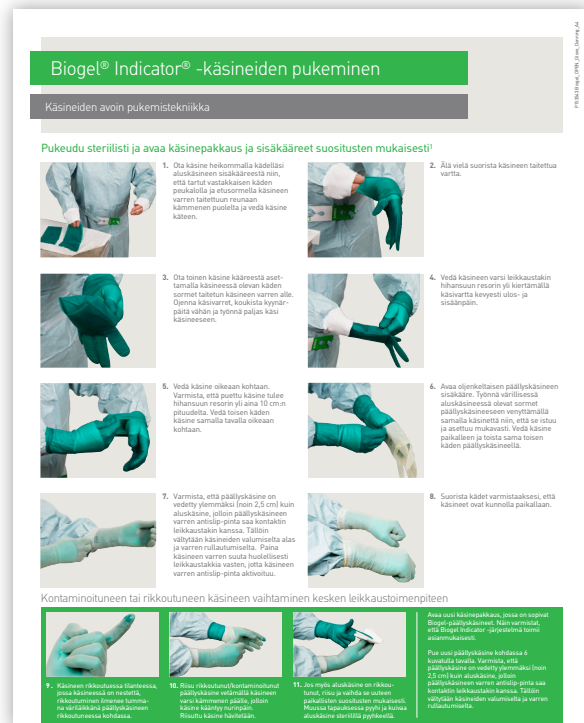 Biogel® Indicator® -käsineiden pukeminen
Käsineiden avoin pukemistekniikka
Pukeudu steriilisti ja avaa käsinepakkaus ja sisäkääreet suositusten mukaisesti¹
1. Ota käsine heikommalla kädelläsi
aluskäsineen sisäkääreestä niin,
että tartut vastakkaisen käden
peukalolla ja etusormella käsineen
varren taitettuun reunaan
kämmenen puolelta ja vedä käsine
käteen.
2. Älä vielä suorista käsineen taitettua
vartta.
3. Ota toinen käsine kääreestä aset-
tamalla käsineessä olevan käden
sormet taitetun käsineen varren alle.
Ojenna käsivarret, koukista kyynär-
päitä vähän ja työnnä paljas käsi
käsineeseen.
4. Vedä käsineen varsi leikkaustakin
hihansuun resorin yli kiertämällä
käsivartta kevyesti ulos- ja
sisäänpäin.
5. Vedä käsine oikeaan kohtaan.
Varmista, että puettu käsine tulee
hihansuun resorin yli aina 10 cm:n
pituudelta. Vedä toisen käden
käsine samalla tavalla oikeaan
kohtaan.
6. Avaa oljenkeltaisen päällyskäsineen
sisäkääre. Työnnä värillisessä
aluskäsineessä olevat sormet
päällyskäsineeseen venyttämällä
samalla käsinettä niin, että se istuu
ja asettuu mukavasti. Vedä käsine
paikalleen ja toista sama toisen
käden päällyskäsineellä.
7. Varmista, että päällyskäsine on
vedetty ylemmäksi (noin 2,5 cm) kuin
aluskäsine, jolloin päällyskäsineen
varren antislip-pinta saa kontaktin
leikkaustakin kanssa. Tällöin
vältytään käsineiden valumiselta alas
ja varren rullautumiselta. Paina
käsineen varren suuta huolellisesti
leikkaustakkia vasten, jotta käsineen
varren antislip-pinta aktivoituu.
8. Suorista kädet varmistaaksesi, että
käsineet ovat kunnolla paikallaan.
Kontaminoituneen tai rikkoutuneen käsineen vaihtaminen kesken leikkaustoimenpiteen
9. Käsineen rikkoutuessa tilanteessa,
jossa käsineessä on nestettä,
rikkoutuminen ilmenee tumma-
na väriläikkänä päällyskäsineen
rikkoutuneessa kohdassa.
10. Riisu rikkoutunut/kontaminoitunut
päällyskäsine vetämällä käsineen
varsi kämmenen päälle, jolloin
käsine kääntyy nurinpäin.
Riisuttu käsine hävitetään.
11. Jos myös aluskäsine on rikkou-
tunut, riisu ja vaihda se uuteen
paikallisten suositusten mukaisesti.
Muussa tapauksessa pyyhi ja kuivaa
aluskäsine steriilillä pyyhkeellä.
Avaa uusi käsinepakkaus, jossa on sopivat
Biogel-päällyskäsineet. Näin varmistat,
että Biogel Indicator -järjestelmä toimii
asianmukaisesti.
Pue uusi päällyskäsine kohdassa 6
kuvatulla tavalla. Varmista, että
päällyskäsine on vedetty ylemmäksi (noin
2,5 cm) kuin aluskäsine, jolloin
päällyskäsineen varren antislip-pinta saa
kontaktin leikkaustakin kanssa. Tällöin
vältytään käsineiden valumiselta ja varren
rullautumiselta.